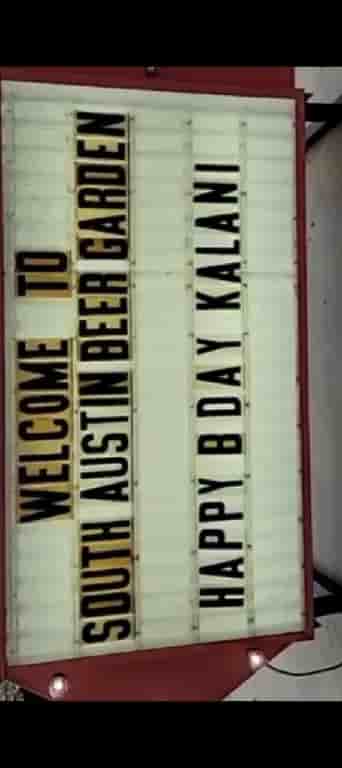 WELCOME TO
SOUTH AUSTIN BEER GARDEN
HAPPY B DAY KALANI